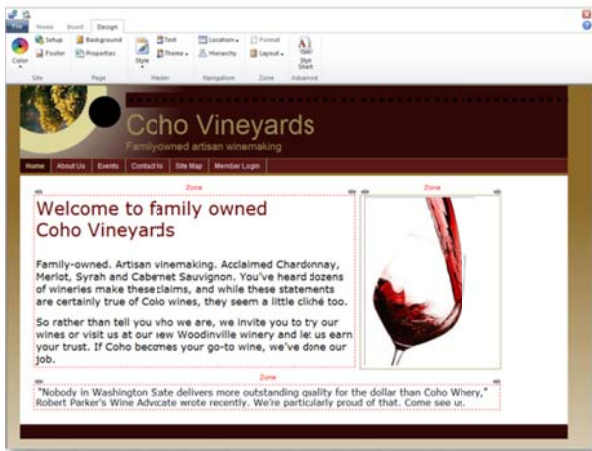 File Home Insert Design
Color
Setup
Footer
Background
Properties
Style
Text
Theme
Location
Hierarchy
Format
Layout
Style
Sheet
Site Page Header Navigation Zone Advanced
Coho Vineyards
Familyowned artisan winemaking
Home About Us Events Contact Us Site Map Member Login
Zone Zone
Welcome to family owned
Coho Vineyards
Family-owned. Artisan vinemaking. Acclaimed Chardonnay,
Merlot, Syrah and Cabernet Sauvignon. You've heard dozens
of wineries make these claims, and while these statements
are certainly true of Colo wines, they seem a little cliché too.
So rather than tell you who we are, we invite you to try our
wines or visit us at our new Woodinville winery and let us earn
your trust. If Coho becomes your go-to wine, we've done our
job.
Zone
"Nobody in Washington Sate delivers more outstanding quality for the dollar than Coho Whery,"
Robert Parker's Wine Advocate wrote recently. We're particularly proud of that. Come see us.